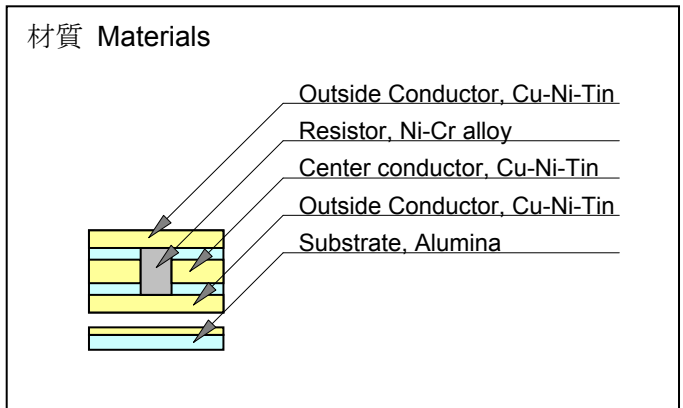 材質 Materials
Outside Conductor, Cu-Ni-Tin
Resistor, Ni-Cr alloy
Center conductor, Cu-Ni-Tin
Outside Conductor, Cu-Ni-Tin
Substrate, Alumina